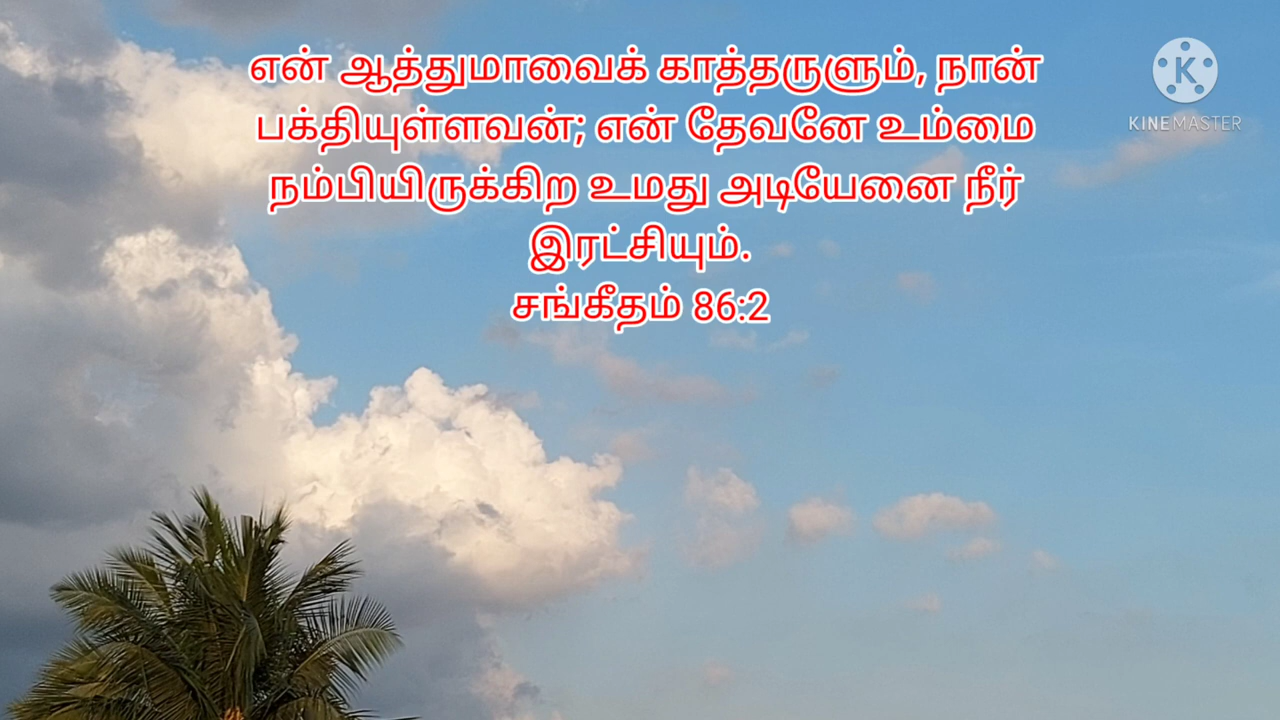 என் ஆத்துமாவைக் காத்தருளும், நான்
பக்தியுள்ளவன்; என் தேவனே உம்மை
நம்பியிருக்கிற உமது அடியேனை நீர்
இரட்சியும்.
சங்கீதம் 86:2
K
KINEMASTER